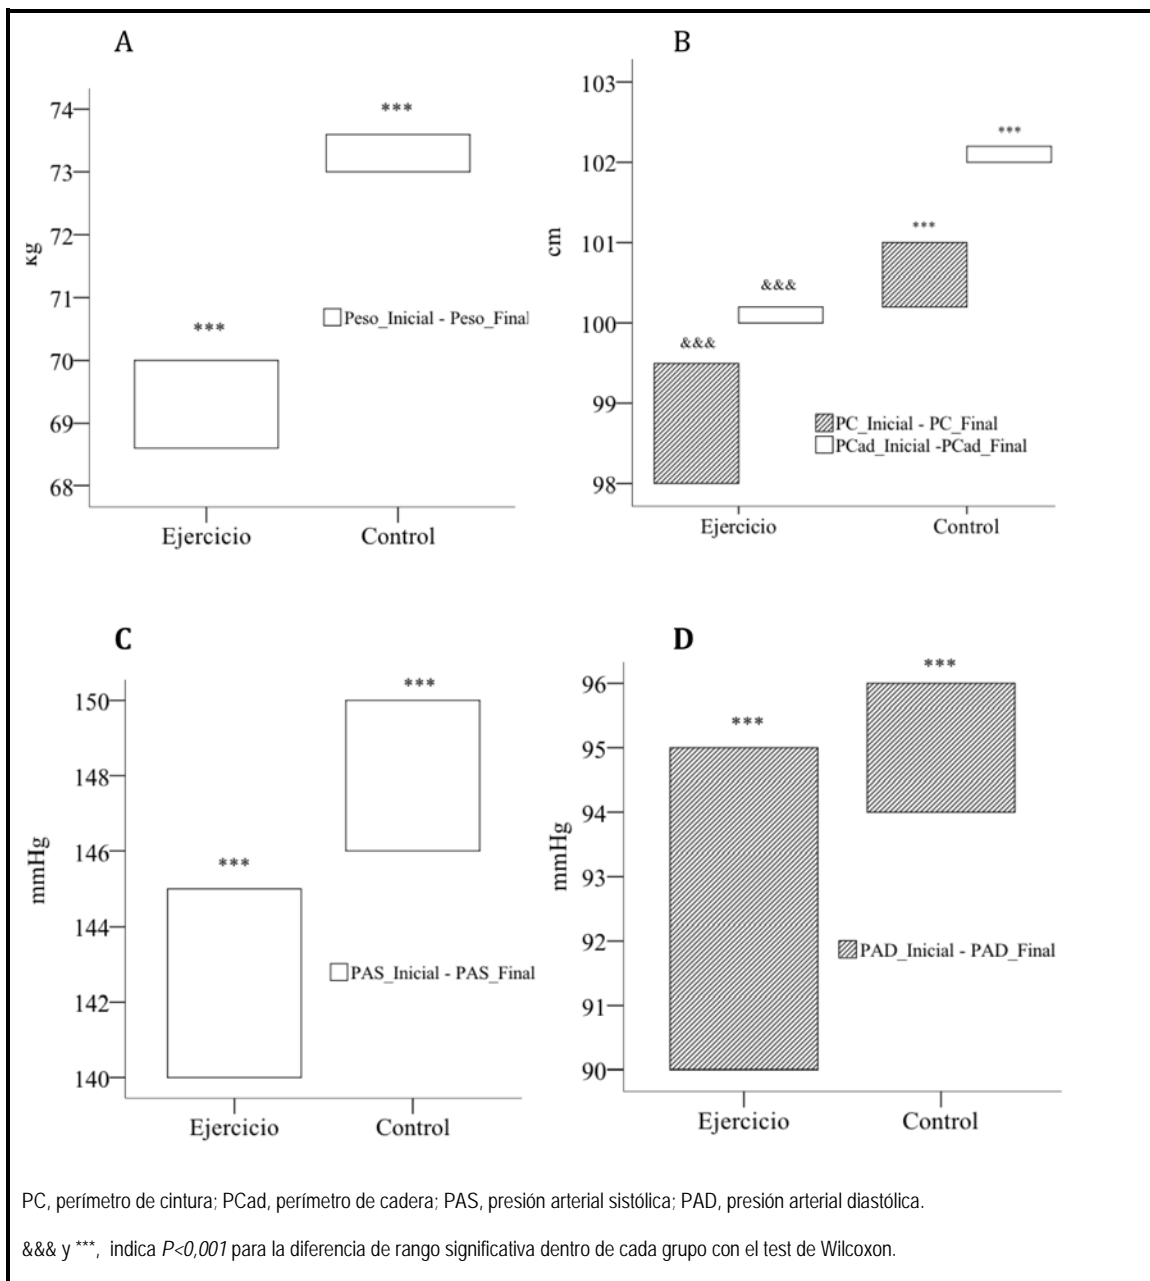 A
74
73
72
71
70
69
68
kg
***
***
Peso_Inicial - Peso_Final
Ejercicio
Control
B
103
102
101
100
99
98
cm
&&&
&&&
***
***
PC_Inicial - PC_Final
PCad_Inicial -PCad_Final
Ejercicio
Control
C
150
148
146
144
142
140
mmHg
***
***
PAS_Inicial - PAS_Final
Ejercicio
Control
D
96
95
94
93
92
91
90
mmHg
***
***
PAD_Inicial - PAD_Final
Ejercicio
Control
PC, perímetro de cintura; PCad, perímetro de cadera; PAS, presión arterial sistólica; PAD, presión arterial diastólica.
&&& y ***, indica P<0,001 para la diferencia de rango significativa dentro de cada grupo con el test de Wilcoxon.